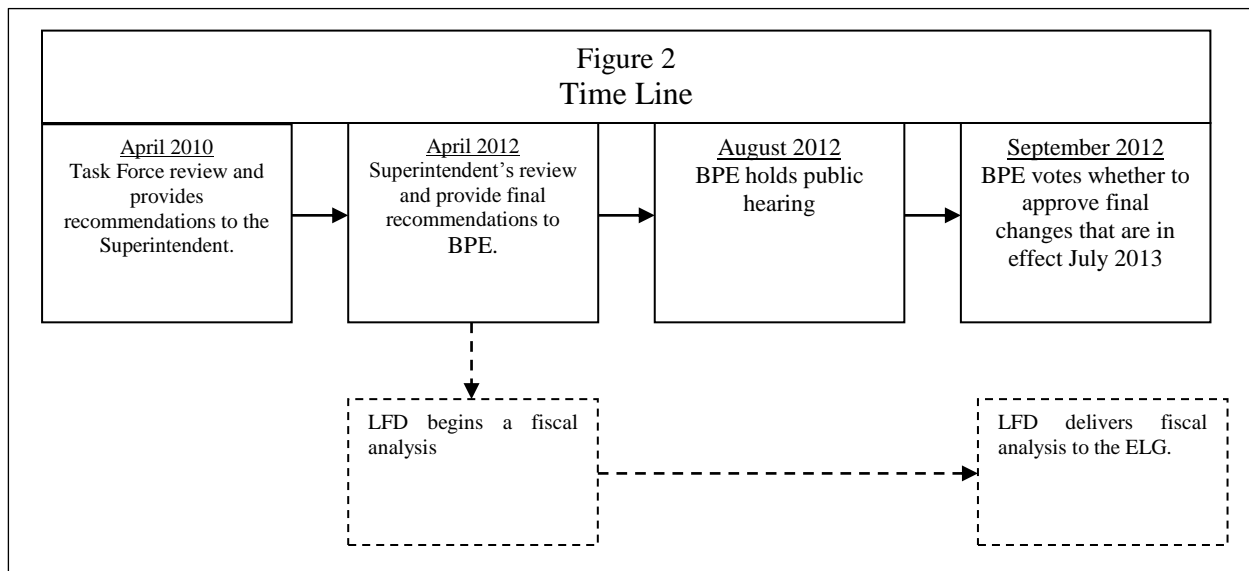 Figure 2
Time Line
April 2010
Task Force review and
provides
recommendations to the
Superintendent.
April 2012
Superintendent’s review
and provide final
recommendations to
BPE.
August 2012
BPE holds public
hearing
September 2012
BPE votes whether to
approve final
changes that are in
effect July 2013
LFD begins a fiscal
analysis
LFD delivers fiscal
analysis to the ELG.